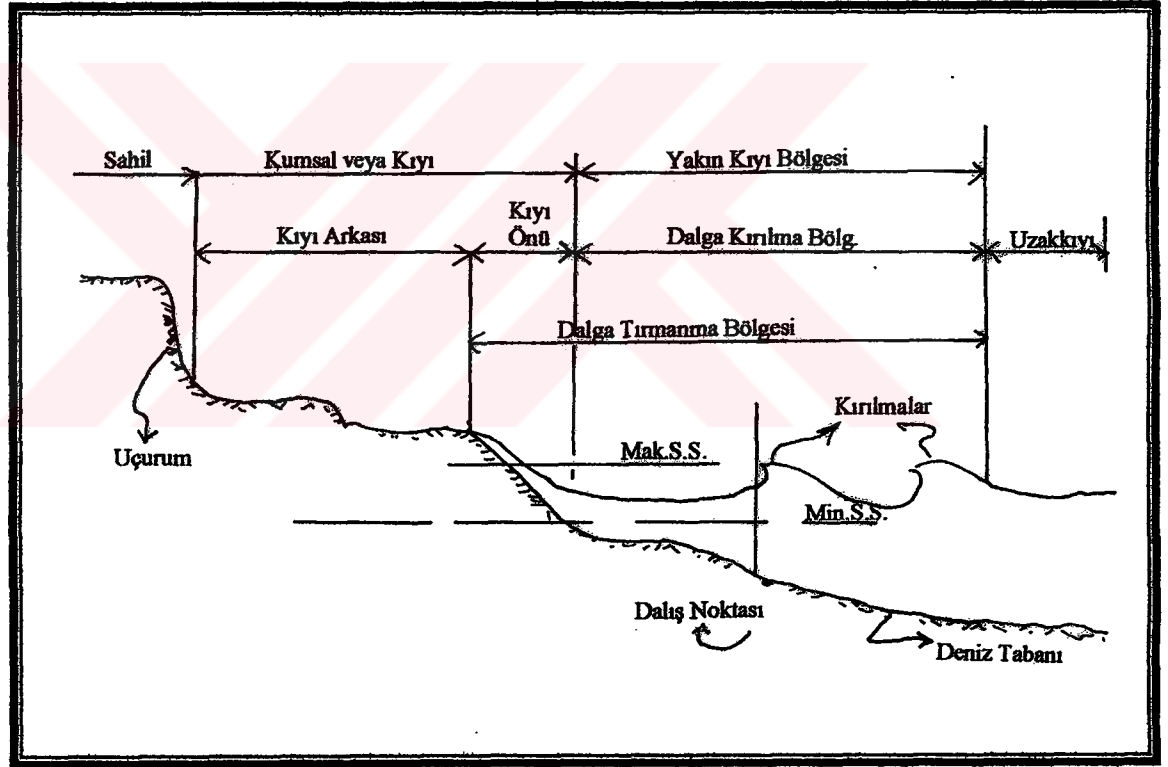 Sahil
Kumsal veya Kıyı
Yakın Kıyı Bölgesi
Kıyı Arkası
Kıyı
Önü
Dalga Kırılma Bölg.
Uzakkıyı
Dalga Tırmanma Bölgesi
Kırılmalar
Uçurum
Mak.S.S.
Min.S.S.
Dalış Noktası
Deniz Tabanı